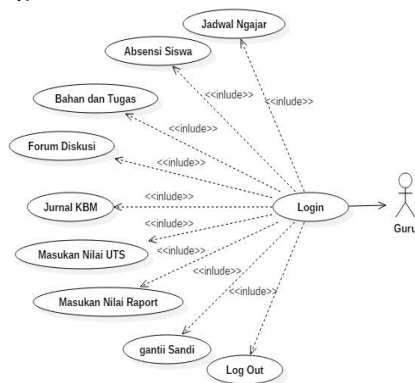 Jadwal Ngajar
Absensi Siswa
<<inlude>>
<<inlude>>
Bahan dan Tugas
<<inlude>>
Forum Diskusi
<<inlude>>
<<inlude>>
Jurnal KBM
Login
<<inlude>>
Guru
Masukan Nilai UTS
<<inlude>>
<<inlude>>
Masukan Nilai Raport
<<inlude>>
gantii Sandi
Log Out